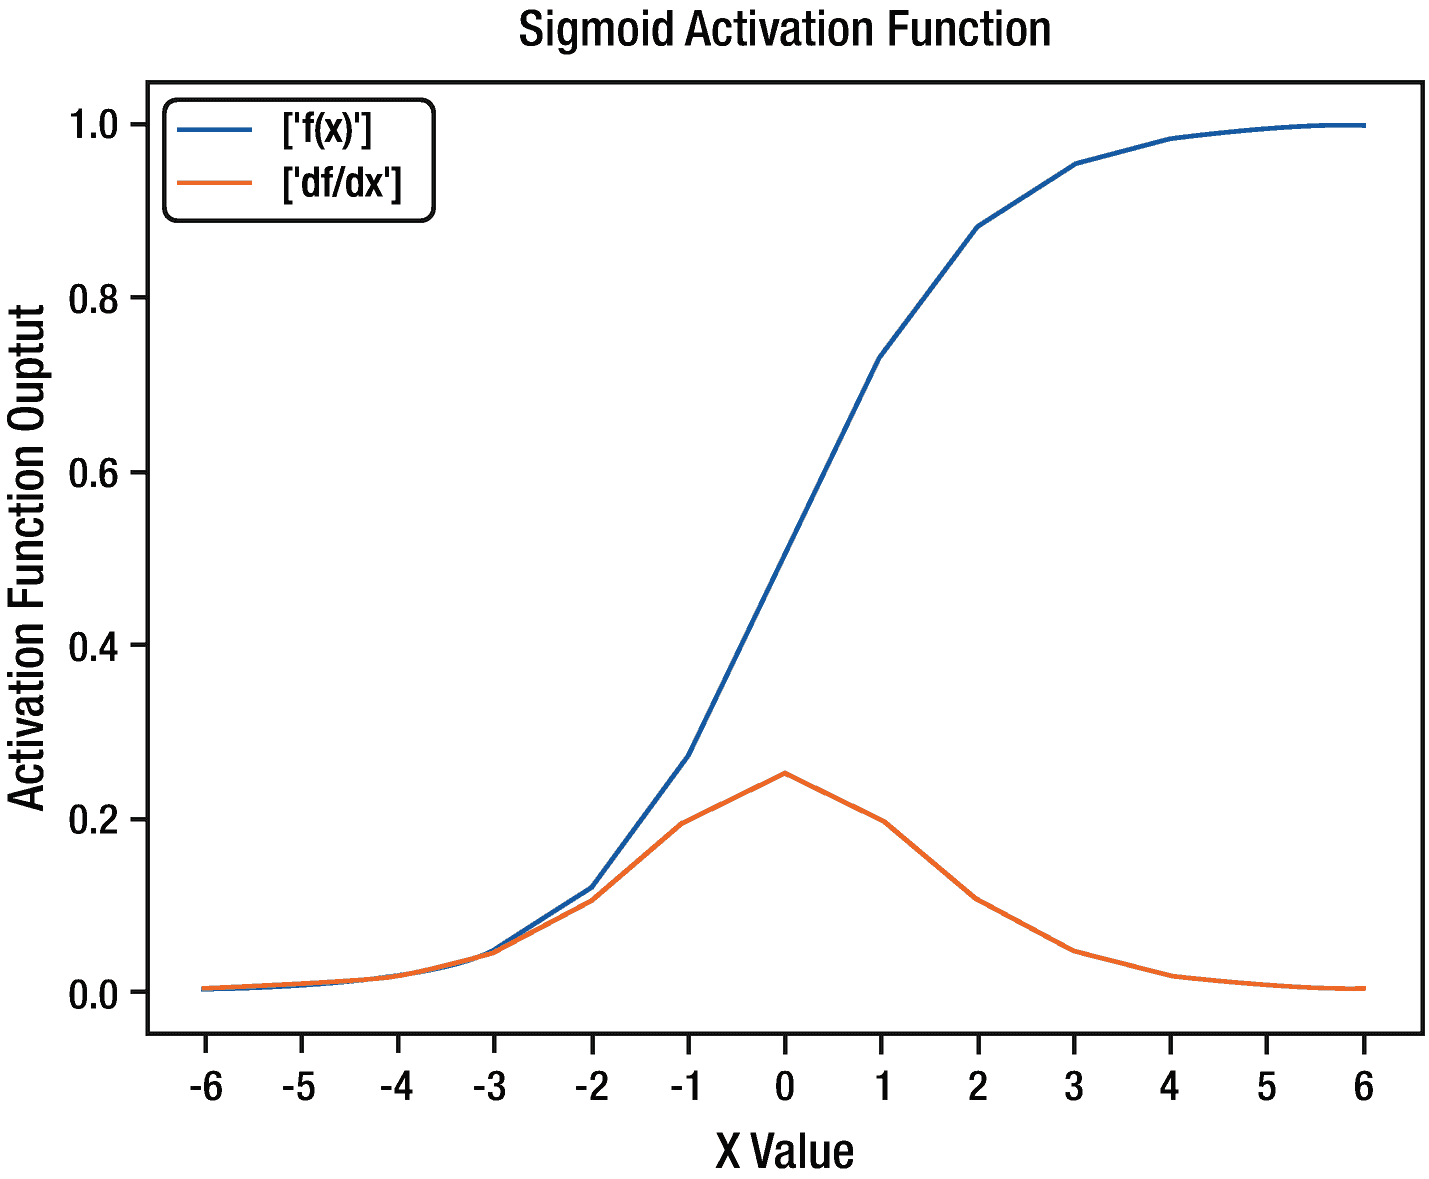 Sigmoid Activation Function
['f(x)']
['df/dx']
1.0
0.8
0.6
0.4
0.2
0.0
Activation Function Ouptut
-6 -5 -4 -3 -2 -1 0 1 2 3 4 5 6
X Value